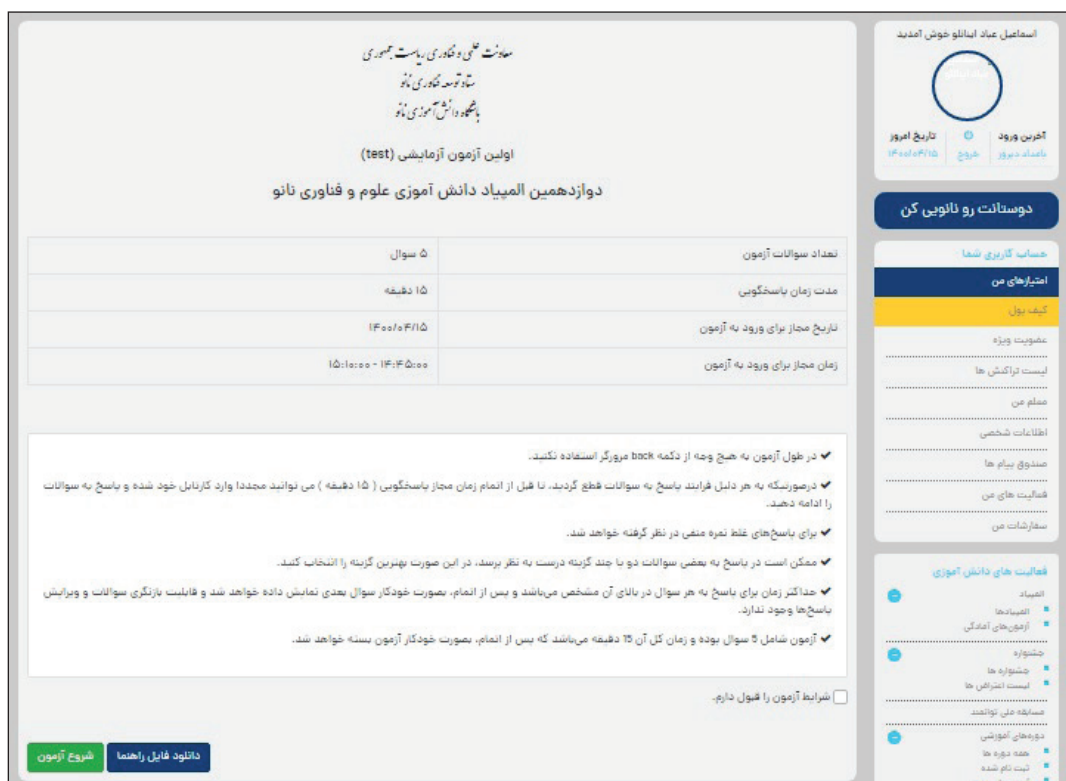 معاونت علمی و فناوری ریاست جمهوری
ستاد توسعه فناوری نانو
باشگاه دانش‌آموزی نانو
اولین آزمون آزمایشی (test)
دوازدهمین المپیاد دانش آموزی علوم و فناوری نانو
تعداد سوالات آزمون ۵ سوال
مدت زمان پاسخگویی ۱۵ دقیقه
تاریخ مجاز برای ورود به آزمون ۱۴۰۰/۰۴/۱۵
زمان مجاز برای ورود به آزمون ۱۴:۴۵:۰۰ - ۱۵:۱۰:۰۰
✔ در طول آزمون به هیچ وجه از دکمه back مرورگر استفاده نکنید.
✔ درصورتیکه به هر دلیل فرایند پاسخ به سوالات قطع گردید، تا قبل از اتمام زمان مجاز پاسخگویی ( ۱۵ دقیقه ) می توانید مجددا وارد کارتابل خود شده و پاسخ به سوالات
را ادامه دهید.
✔ برای پاسخ‌های غلط نمره منفی در نظر گرفته خواهد شد.
✔ ممکن است در پاسخ به بعضی سوالات دو یا چند گزینه درست به نظر برسد، در این صورت بهترین گزینه را انتخاب کنید.
✔ حداکثر زمان برای پاسخ به هر سوال در بالای آن مشخص می‌باشد و پس از اتمام، بصورت خودکار سوال بعدی نمایش داده خواهد شد و قابلیت بازنگری سوالات و ویرایش
پاسخ‌ها وجود ندارد.
✔ آزمون شامل 5 سوال بوده و زمان کل آن 15 دقیقه می‌باشد که پس از اتمام، بصورت خودکار آزمون بسته خواهد شد.
شرایط آزمون را قبول دارم.
دانلود فایل راهنما
شروع آزمون
اسماعیل عباد ایبانلو خوش آمدید
آخرین ورود
بامداد دیروز
خروج
تاریخ امروز
۱۴۰۰/۰۴/۱۵
دوستانت رو نانویی کن
حساب کاربری شما
امتیازهای من
کیف پول
عضویت ویژه
لیست تراکنش ها
معلم من
اطلاعات شخصی
صندوق پیام ها
فعالیت های من
سفارشات من
فعالیت های دانش آموزی
المپیاد
المپیادها
آزمون‌های آمادگی
جشنواره
جشنواره ها
لیست اعتراض ها
مسابقه ملی توانمند
دوره‌های آموزشی
همه دوره ها
ثبت نام شده